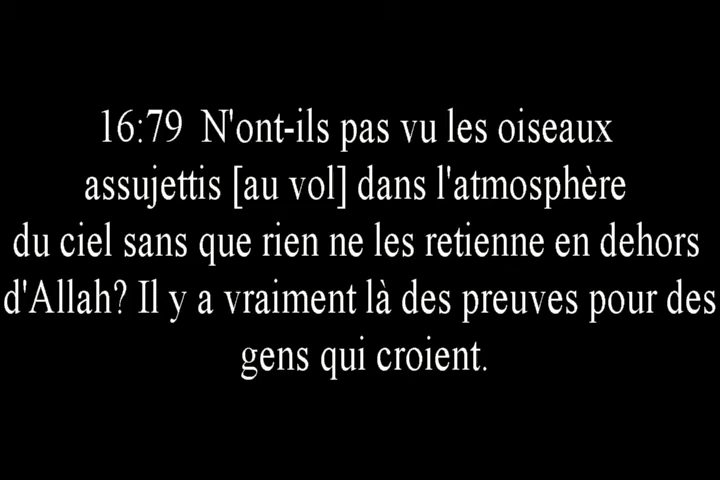 16:79 N'ont-ils pas vu les oiseaux
assujettis [au vol] dans l'atmosphère
du ciel sans que rien ne les retienne en dehors
d'Allah? Il y a vraiment là des preuves pour des
gens qui croient.